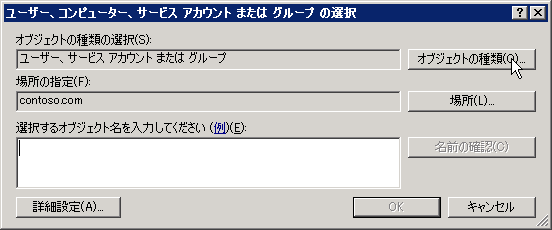 ユーザー、コンピューター、サービス アカウント または グループ の選択
オブジェクトの種類の選択(S):
ユーザー、サービス アカウント または グループ
オブジェクトの種類(O)...
場所の指定(F):
contoso.com
場所(L)...
選択するオブジェクト名を入力してください (例)(E):
名前の確認(C)
詳細設定(A)...
OK
キャンセル